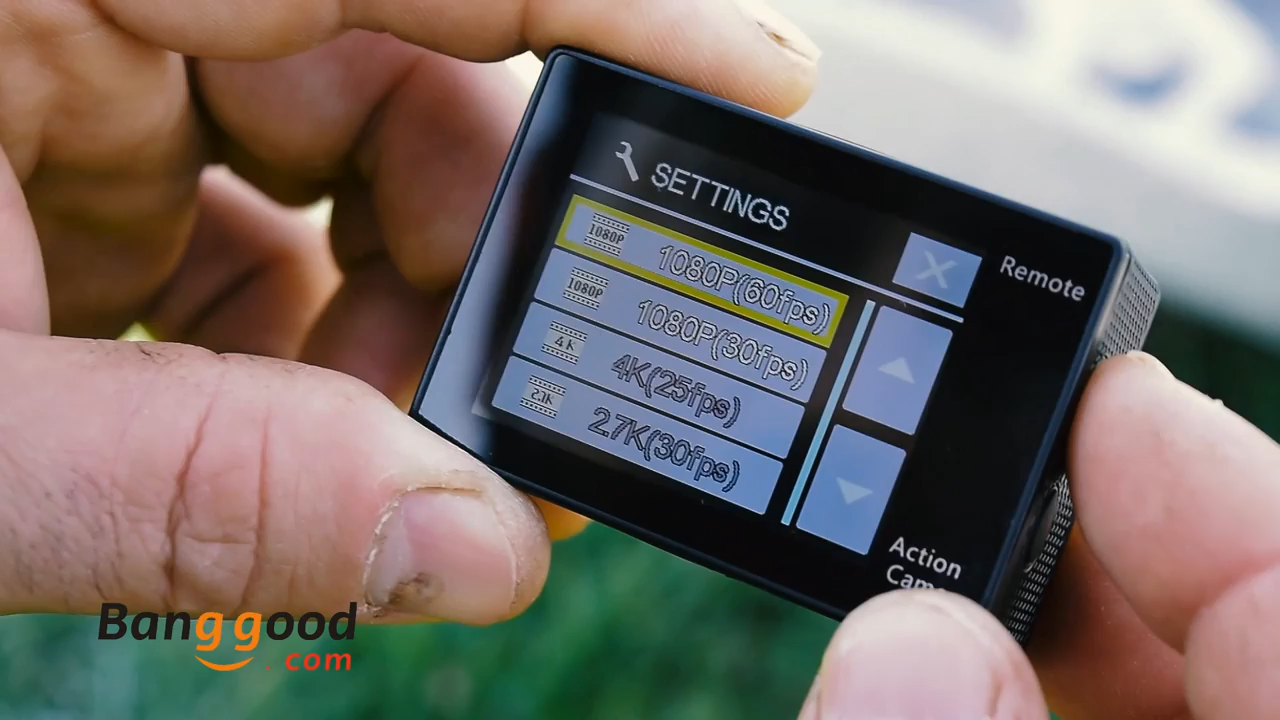 SETTINGS
1080P
1080P(60fps)
1080P
1080P(30fps)
4K
4K(25fps)
2.7K
2.7K(30fps)
Remote
Action
Cam
Banggood
.com